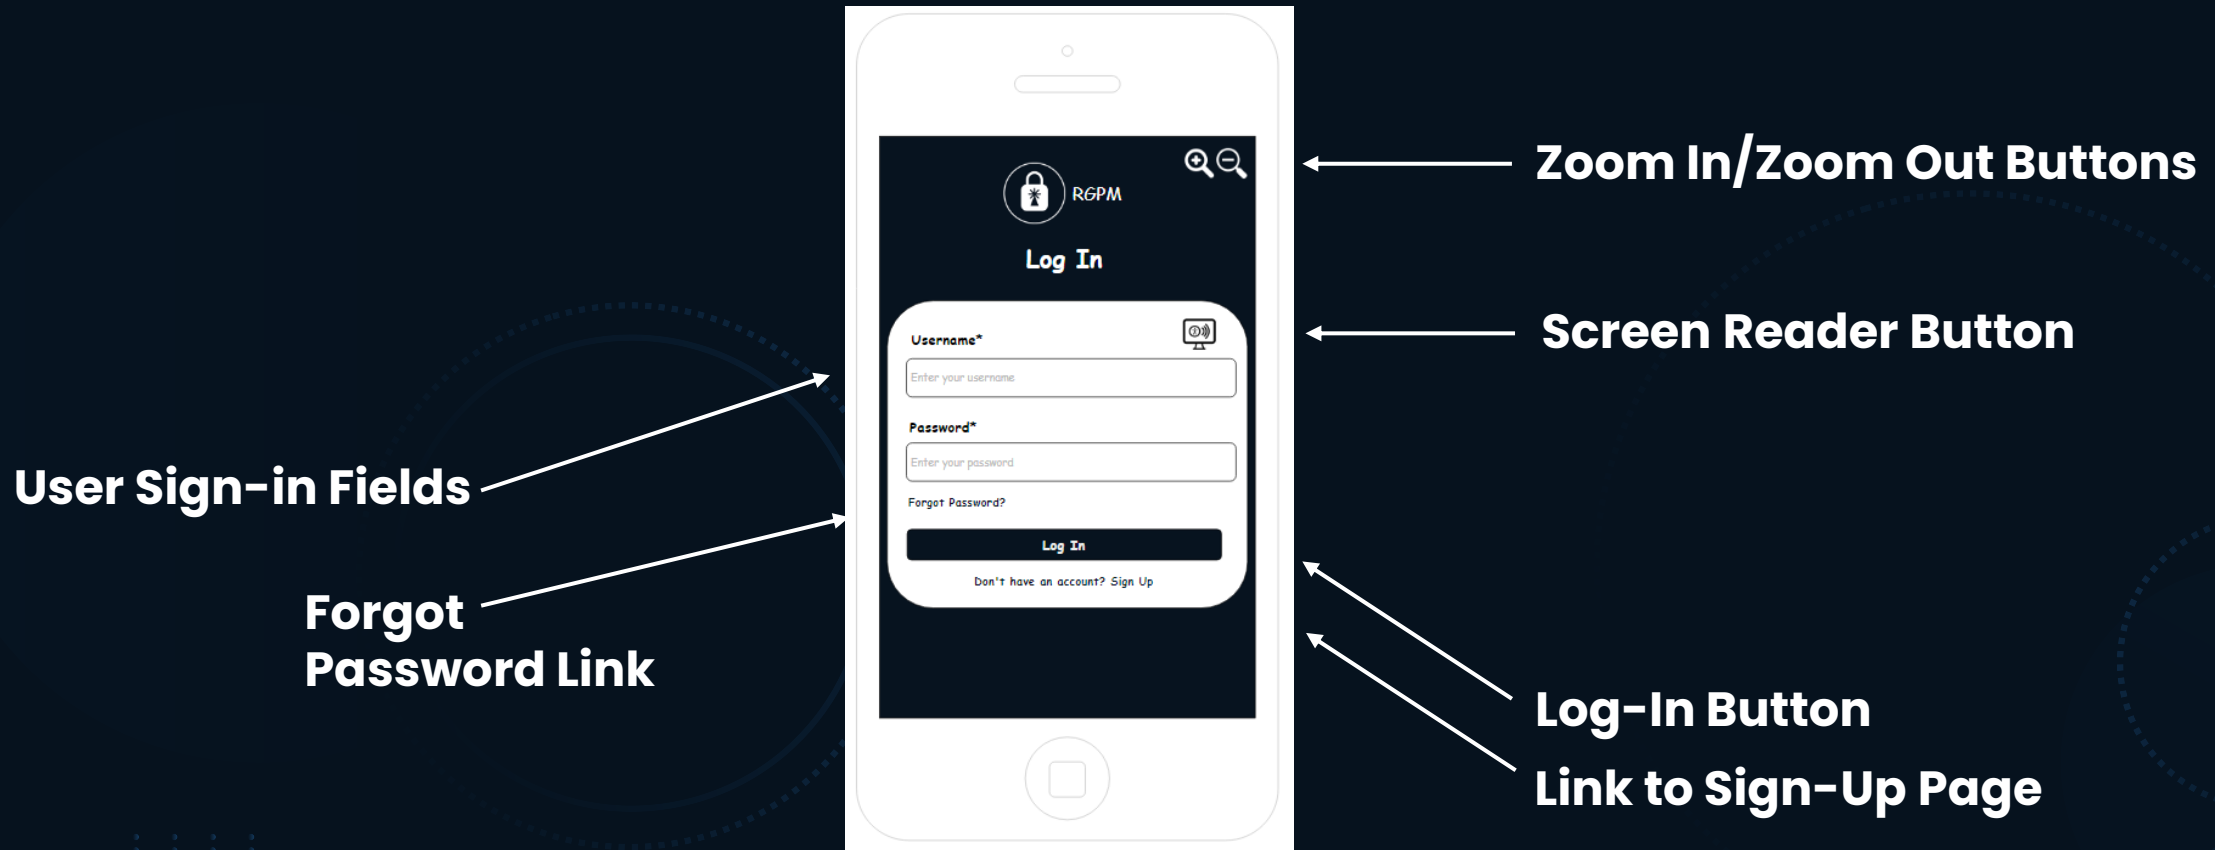 Zoom In/Zoom Out Buttons
RGPM
Log In
Screen Reader Button
Username*
Enter your username
Password*
Enter your password
User Sign-in Fields
Forgot Password?
Log In
Don't have an account? Sign Up
Forgot
Password Link
Log-In Button
Link to Sign-Up Page